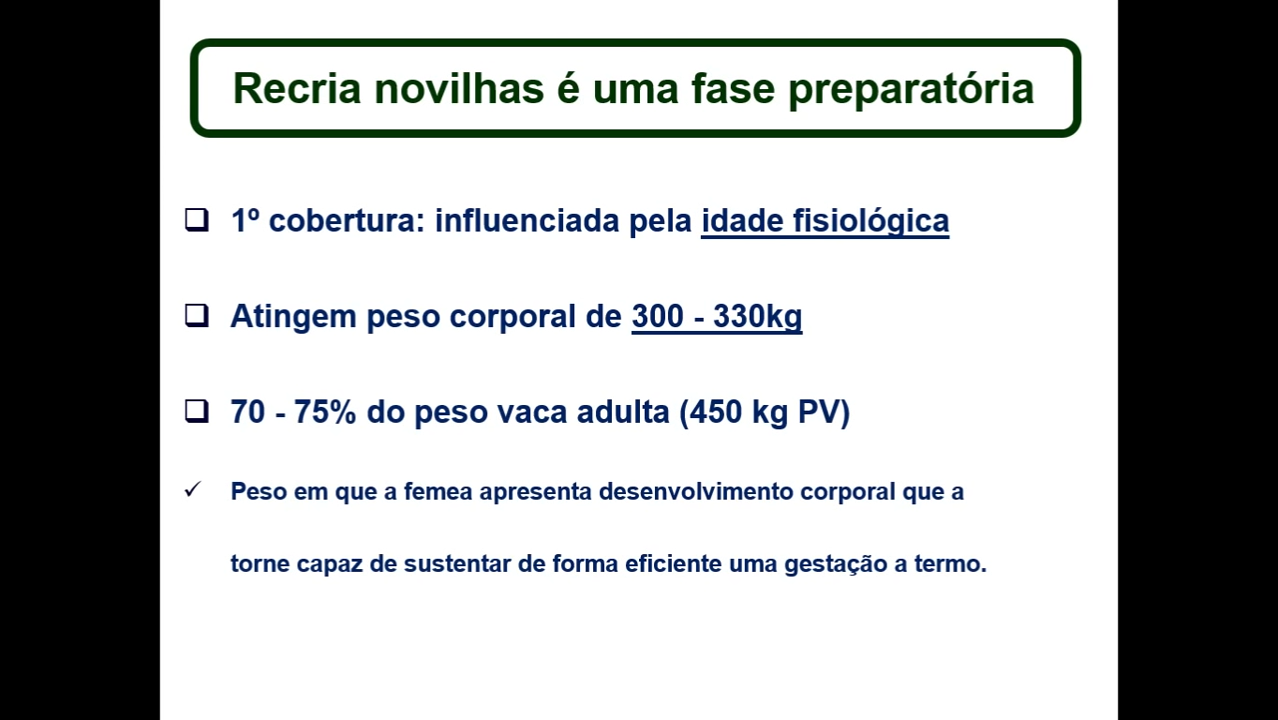 Recria novilhas é uma fase preparatória
1º cobertura: influenciada pela idade fisiológica
Atingem peso corporal de 300 - 330kg
70 - 75% do peso vaca adulta (450 kg PV)
Peso em que a femea apresenta desenvolvimento corporal que a
torne capaz de sustentar de forma eficiente uma gestação a termo.